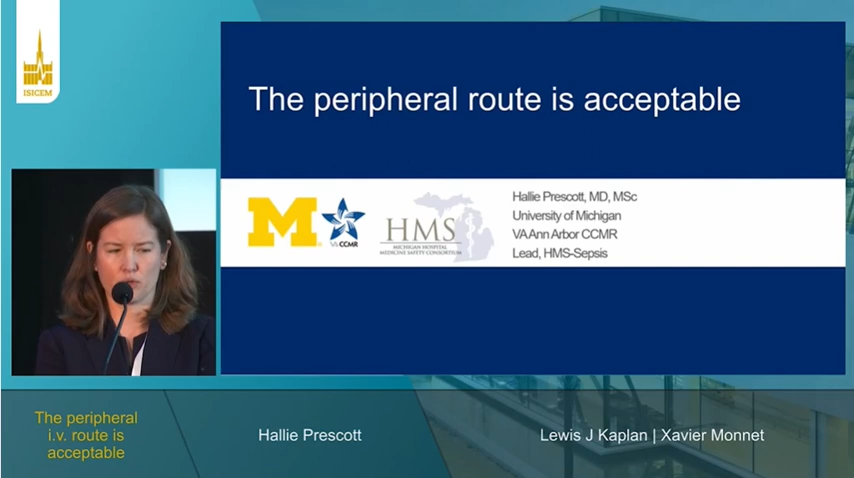 ISICEM
The peripheral route is acceptable
M
VA CCMR
HMS
MICHIGAN HOSPITAL
MEDICINE SAFETY CONSORTIUM
Hallie Prescott, MD, MSc
University of Michigan
VA Ann Arbor CCMR
Lead, HMS-Sepsis
The peripheral
i.v. route is
acceptable
Hallie Prescott
Lewis J Kaplan | Xavier Monnet